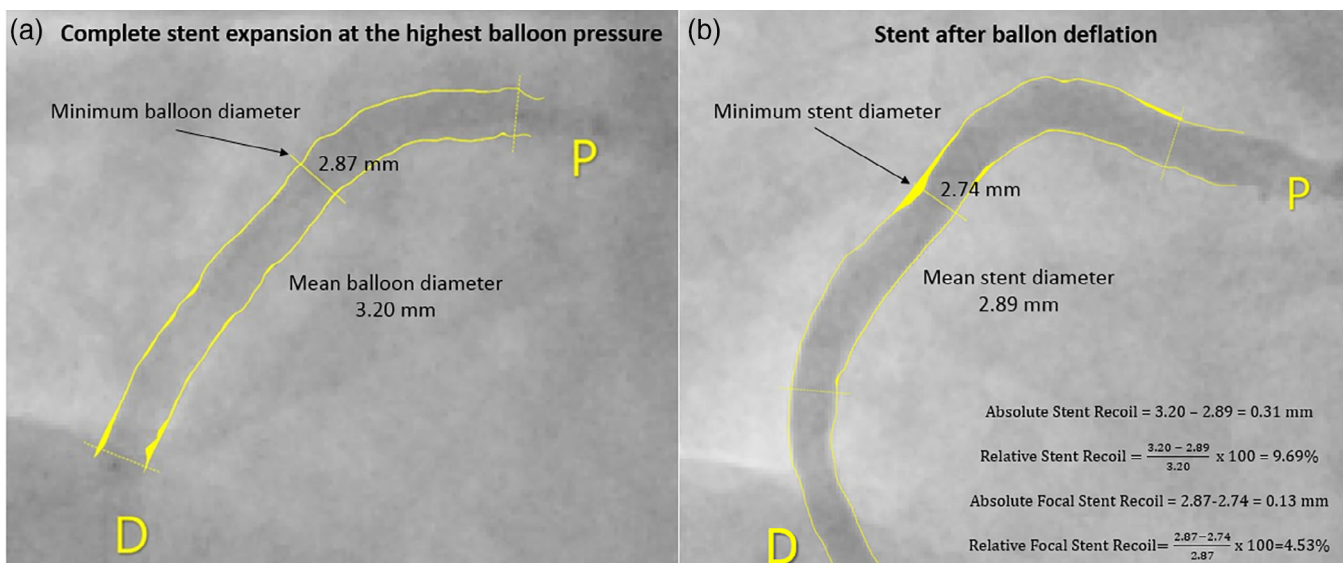 (a) Complete stent expansion at the highest balloon pressure
Minimum balloon diameter
2.87 mm
P
Mean balloon diameter
3.20 mm
D
(b) Stent after ballon deflation
Minimum stent diameter
2.74 mm
P
Mean stent diameter
2.89 mm
Absolute Stent Recoil = 3.20 – 2.89 = 0.31 mm
Relative Stent Recoil = (3.20 – 2.89)/3.20 x 100 = 9.69%
Absolute Focal Stent Recoil = 2.87-2.74 = 0.13 mm
Relative Focal Stent Recoil= (2.87−2.74)/2.87 x 100=4.53%
D